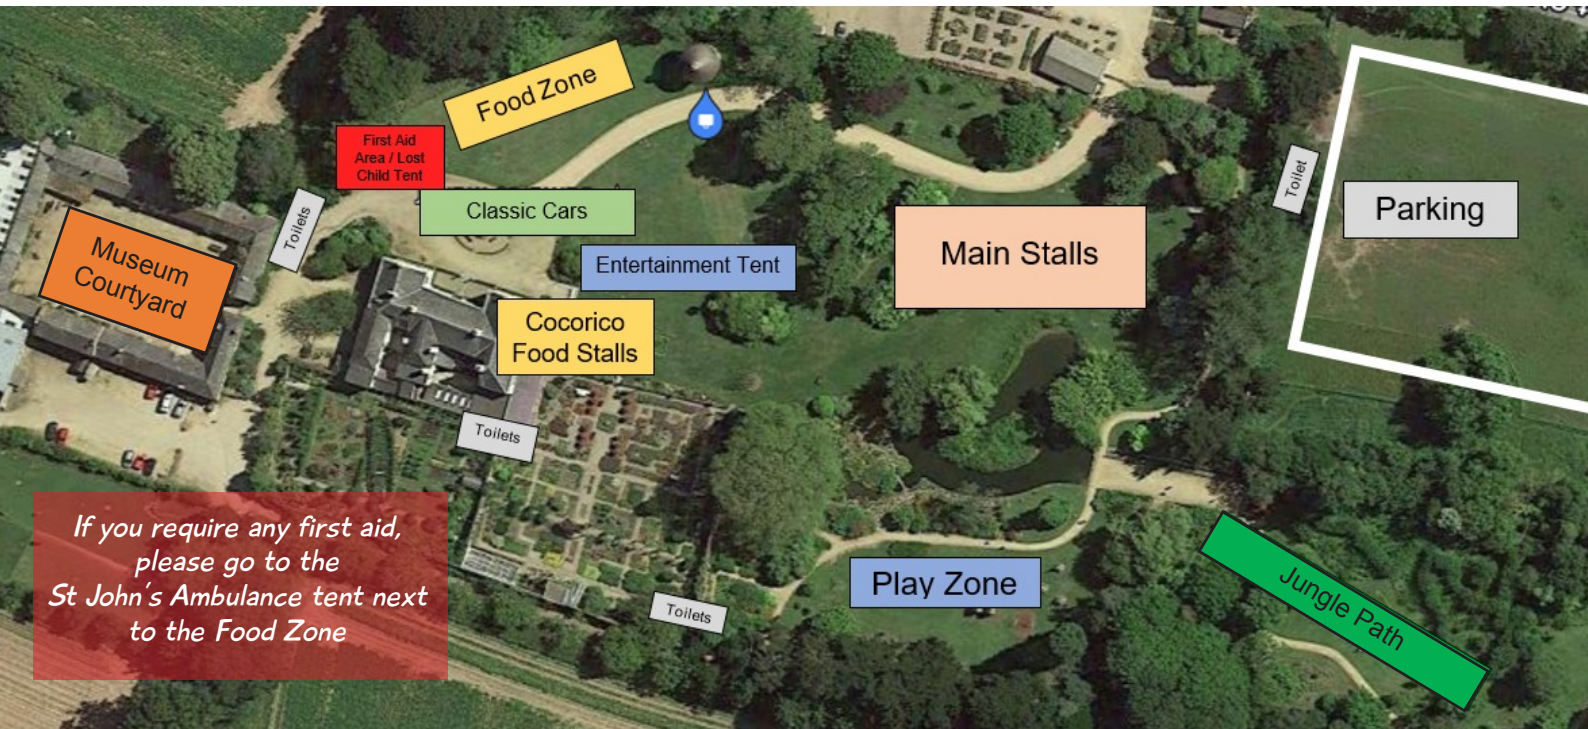 Food Zone
First Aid
Area / Lost
Child Tent
Toilets
Classic Cars
Toilet
Parking
Museum
Courtyard
Entertainment Tent
Main Stalls
Cocorico
Food Stalls
Toilets
If you require any first aid,
please go to the
St John's Ambulance tent next
to the Food Zone
Play Zone
Toilets
Jungle Path